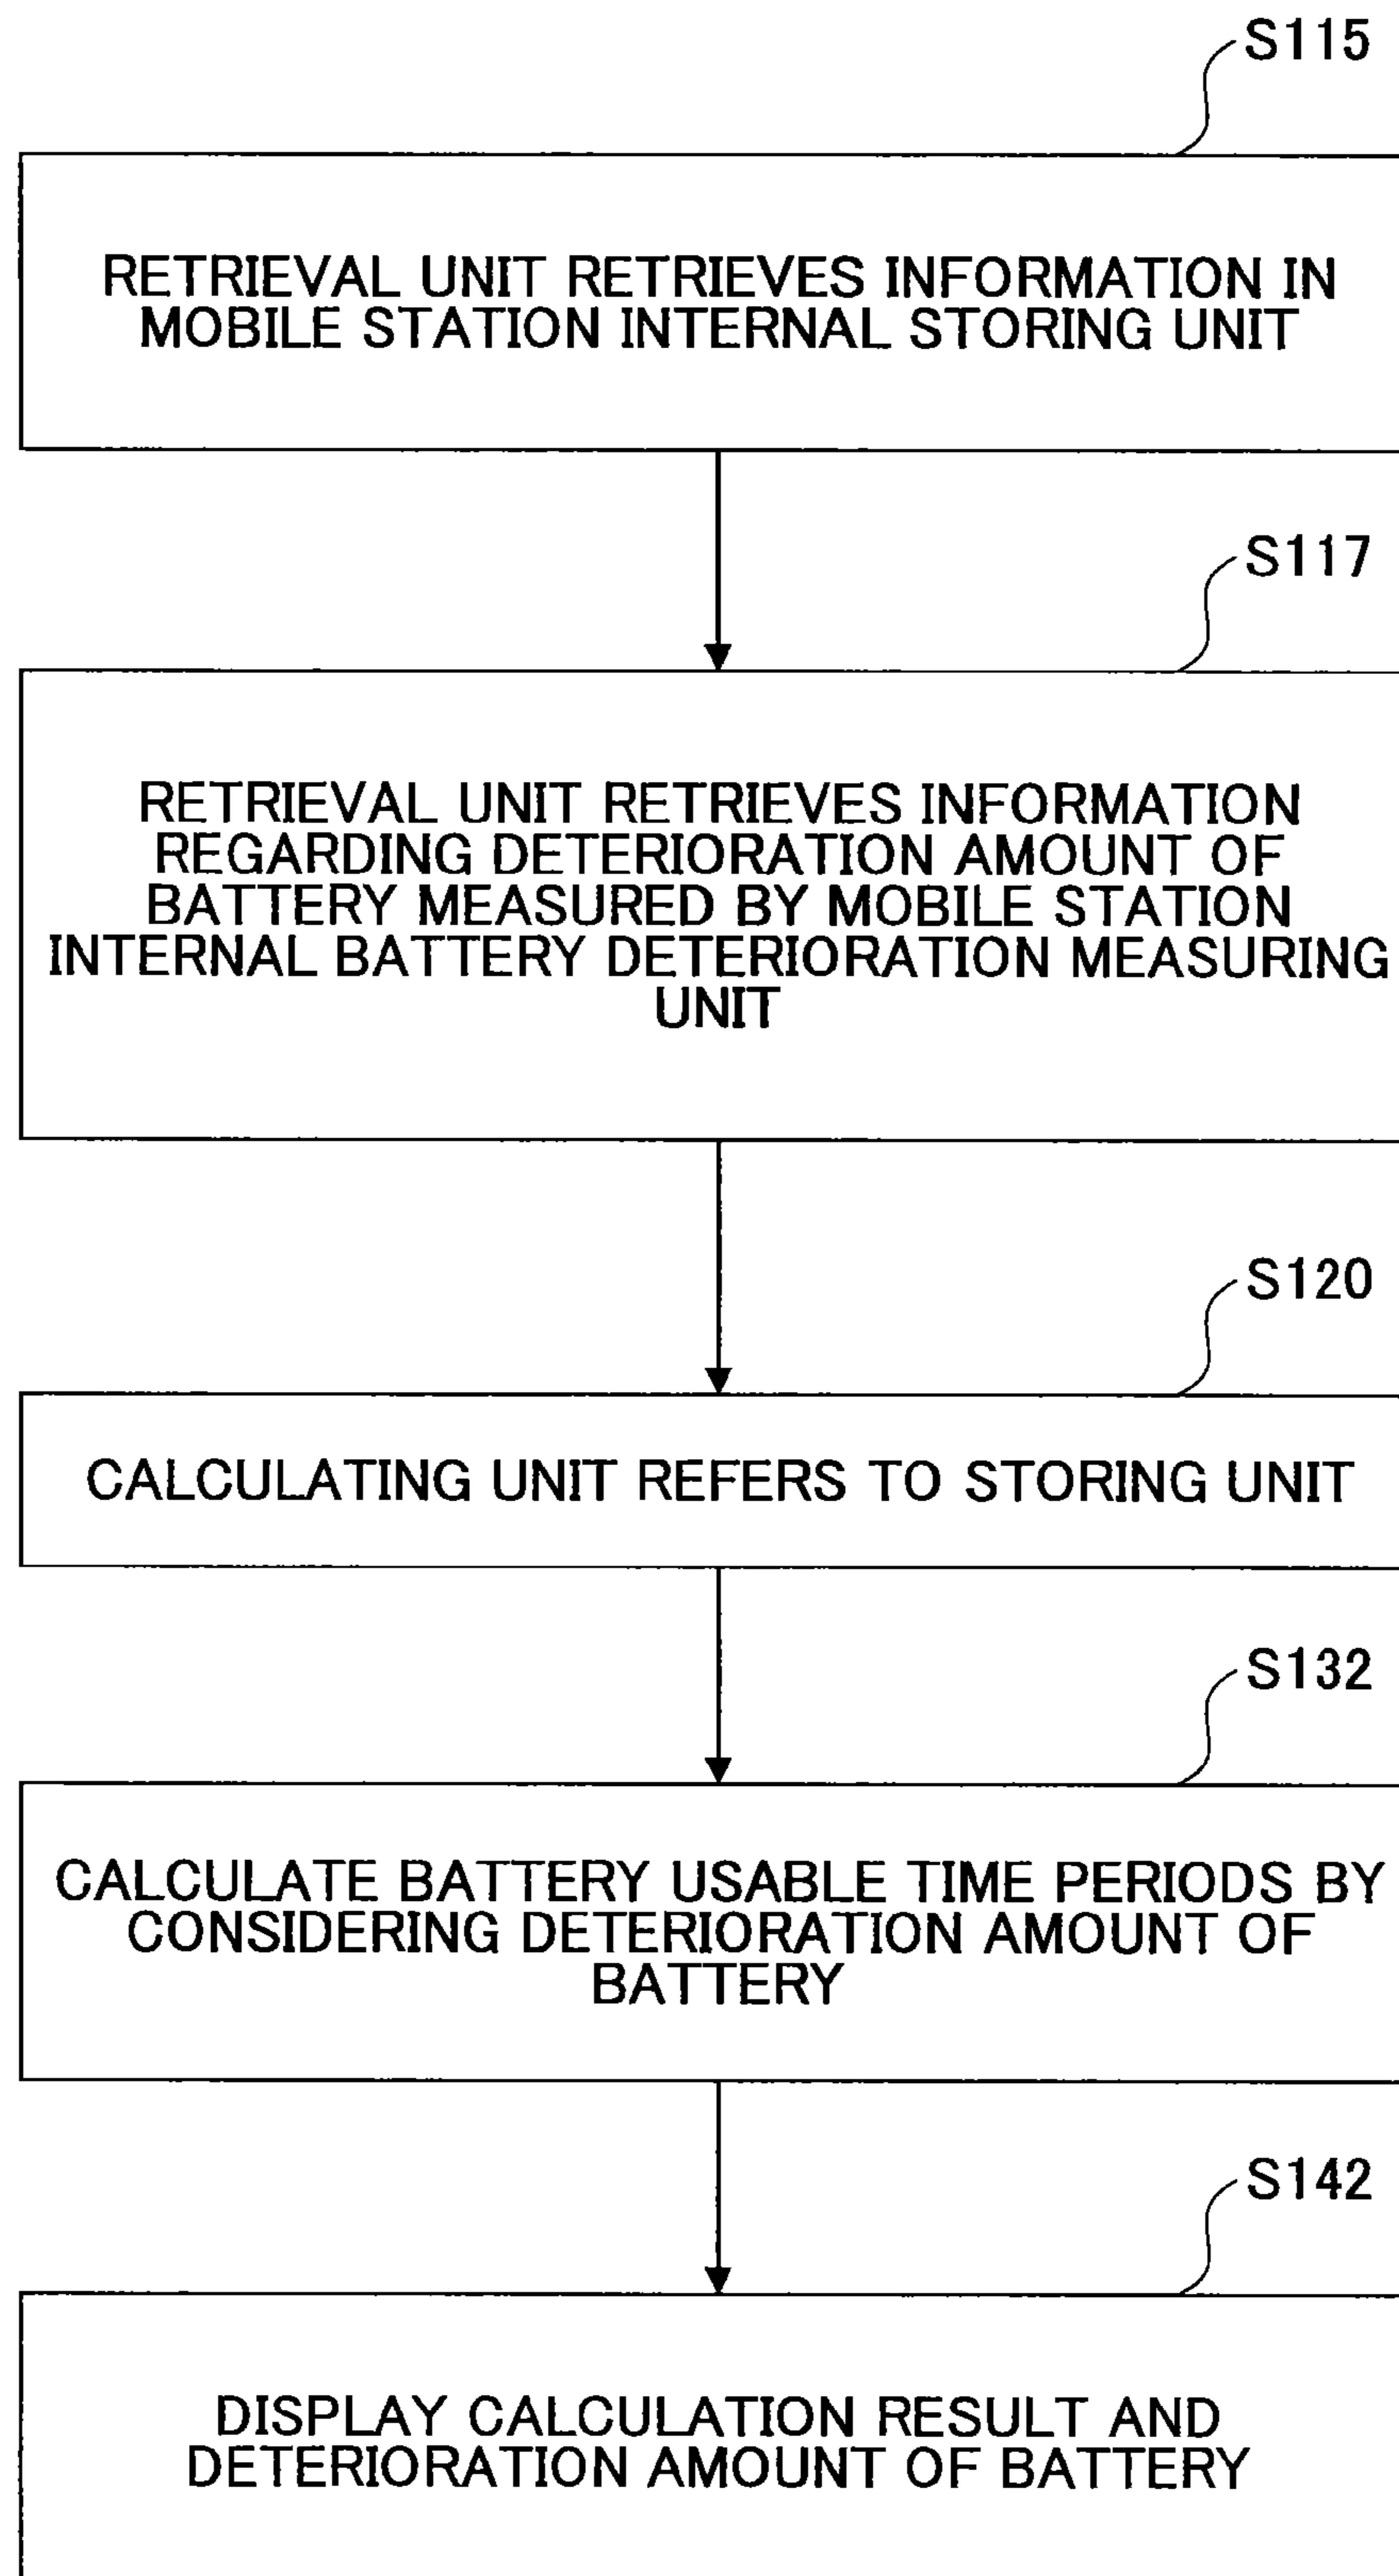 S115
RETRIEVAL UNIT RETRIEVES INFORMATION IN
MOBILE STATION INTERNAL STORING UNIT
S117
RETRIEVAL UNIT RETRIEVES INFORMATION
REGARDING DETERIORATION AMOUNT OF
BATTERY MEASURED BY MOBILE STATION
INTERNAL BATTERY DETERIORATION MEASURING
UNIT
S120
CALCULATING UNIT REFERS TO STORING UNIT
S132
CALCULATE BATTERY USABLE TIME PERIODS BY
CONSIDERING DETERIORATION AMOUNT OF
BATTERY
S142
DISPLAY CALCULATION RESULT AND
DETERIORATION AMOUNT OF BATTERY